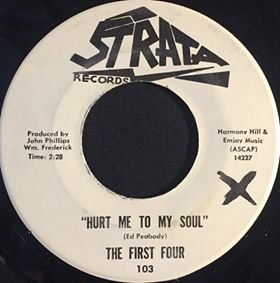 STRATA
RECORDS
Produced by
John Phillips
Wm. Frederick
Time: 2:28
Harmony Hill &
Emjay Music
(ASCAP)
14227
"HURT ME TO MY SOUL"
(Ed Peabody)
THE FIRST FOUR
103
X